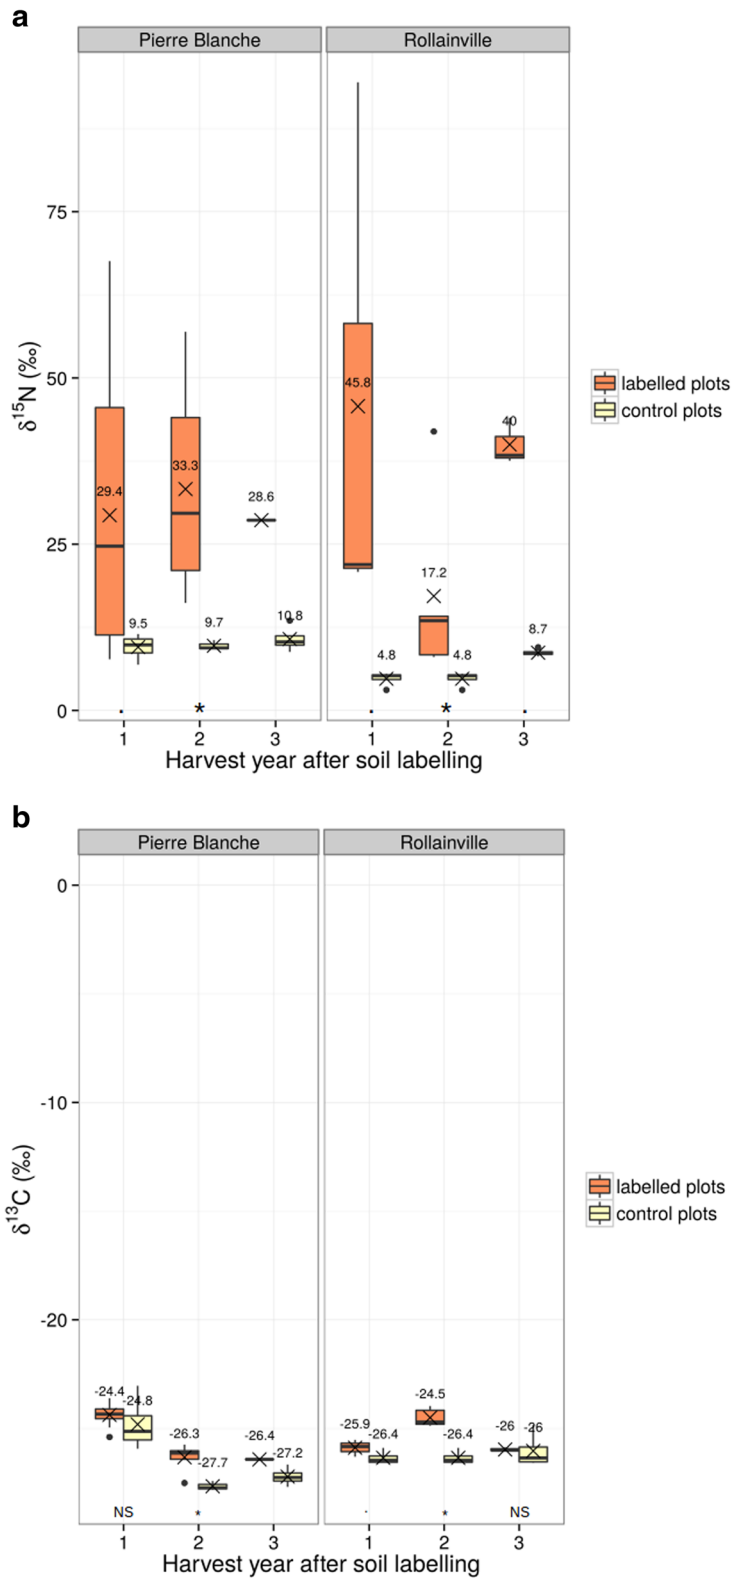 a
Pierre Blanche Rollainville
75
50
25
0
δ15N (‰)
29.4 9.5 33.3 9.7 28.6 10.8
45.8 4.8 17.2 4.8 40 8.7
. * . * .
1 2 3 1 2 3
Harvest year after soil labelling
labelled plots
control plots
b
Pierre Blanche Rollainville
0
-10
-20
δ13C (‰)
-24.4 -24.8 -26.3 -27.7 -26.4 -27.2
-25.9 -26.4 -24.5 -26.4 -26 -26
NS * . * NS
1 2 3 1 2 3
Harvest year after soil labelling
labelled plots
control plots